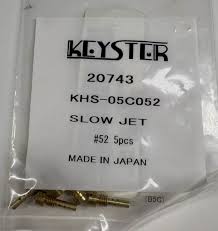 KEYSTER
20743
KHS-05C052
SLOW JET
#52 5pcs
MADE IN JAPAN